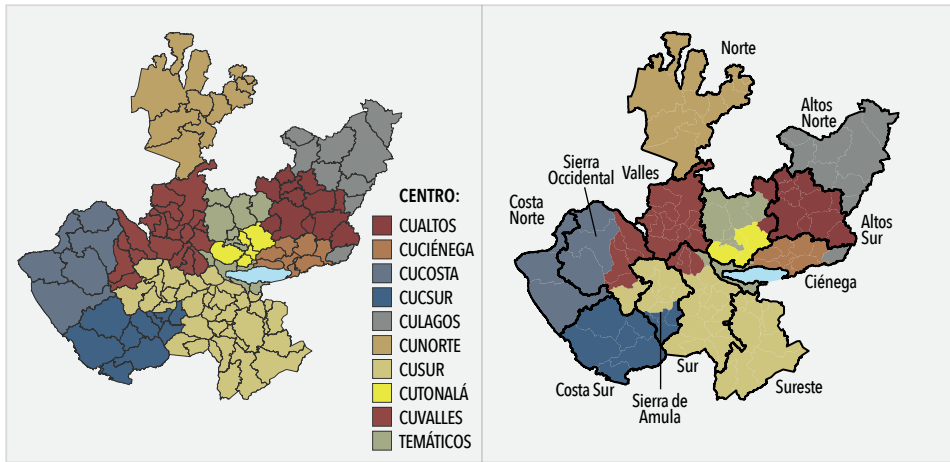 CENTRO:
CUALTOS
CUCIÉNEGA
CUCOSTA
CUCSUR
CULAGOS
CUNORTE
CUSUR
CUTONALÁ
CUVALLES
TEMÁTICOS
Norte
Altos
Norte
Sierra
Occidental
Valles
Costa
Norte
Altos
Sur
Ciénega
Costa Sur
Sierra de
Amula
Sur
Sureste